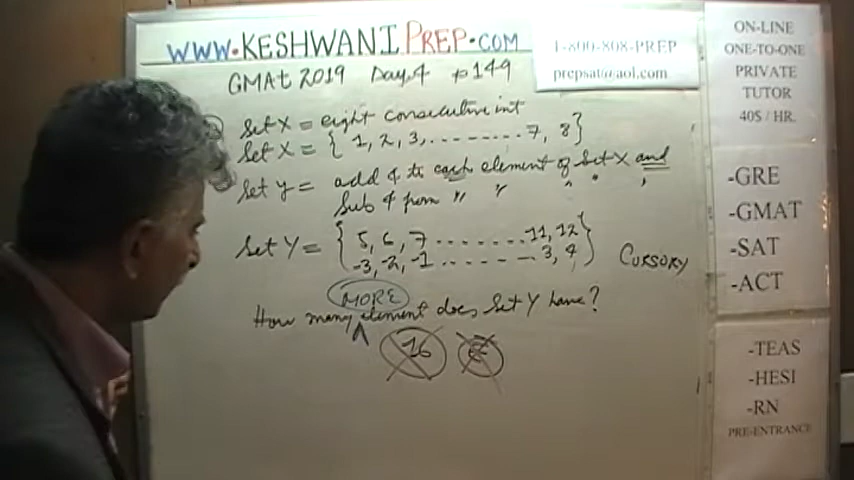 WWW.KESHWANIPREP.COM
GMAT 2019 Day 4 p149
1-800-808-PREP
prepsat@aol.com
Set X = eight consecutive int
Set X = { 1, 2, 3, ......... 7, 8 }
Set Y = add 4 to each element of Set X and
Sub 4 from " " " " "
Set Y = { 5, 6, 7 ......... 11, 12 }
-3, -2, -1 ......... 3, 4
CURSORY
MORE
How many element does Set Y have?
16
ON-LINE
ONE-TO-ONE
PRIVATE
TUTOR
40$ / HR.
-GRE
-GMAT
-SAT
-ACT
-TEAS
-HESI
-RN
PRE-ENTRANCE